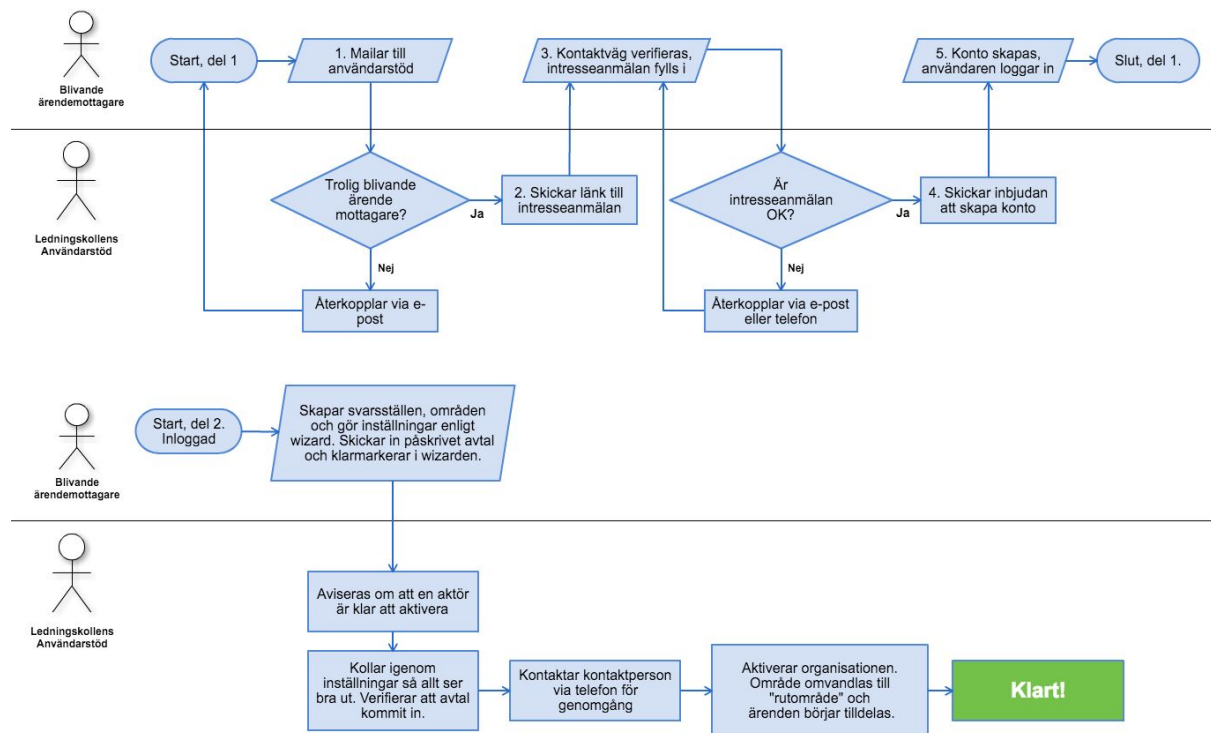 Blivande
ärendemottagare
Start, del 1
1. Mailar till
användarstöd
3. Kontaktväg verifieras,
intresseanmälan fylls i
5. Konto skapas,
användaren loggar in
Slut, del 1.
Ledningskollens
Användarstöd
Trolig blivande
ärende
mottagare?
Ja
2. Skickar länk till
intresseanmälan
Är
intresseanmälan
OK?
Ja
4. Skickar inbjudan
att skapa konto
Nej
Återkopplar via e-
post
Nej
Återkopplar via e-post
eller telefon
Blivande
ärendemottagare
Start, del 2.
Inloggad
Skapar svarsställen, områden
och gör inställningar enligt
wizard. Skickar in påskrivet avtal
och klarmarkerar i wizarden.
Ledningskollens
Användarstöd
Aviseras om att en aktör
är klar att aktivera
Kollar igenom
inställningar så allt ser
bra ut. Verifierar att avtal
kommit in.
Kontaktar kontaktperson
via telefon för
genomgång
Aktiverar organisationen.
Område omvandlas till
"rutområde" och
ärenden börjar tilldelas.
Klart!